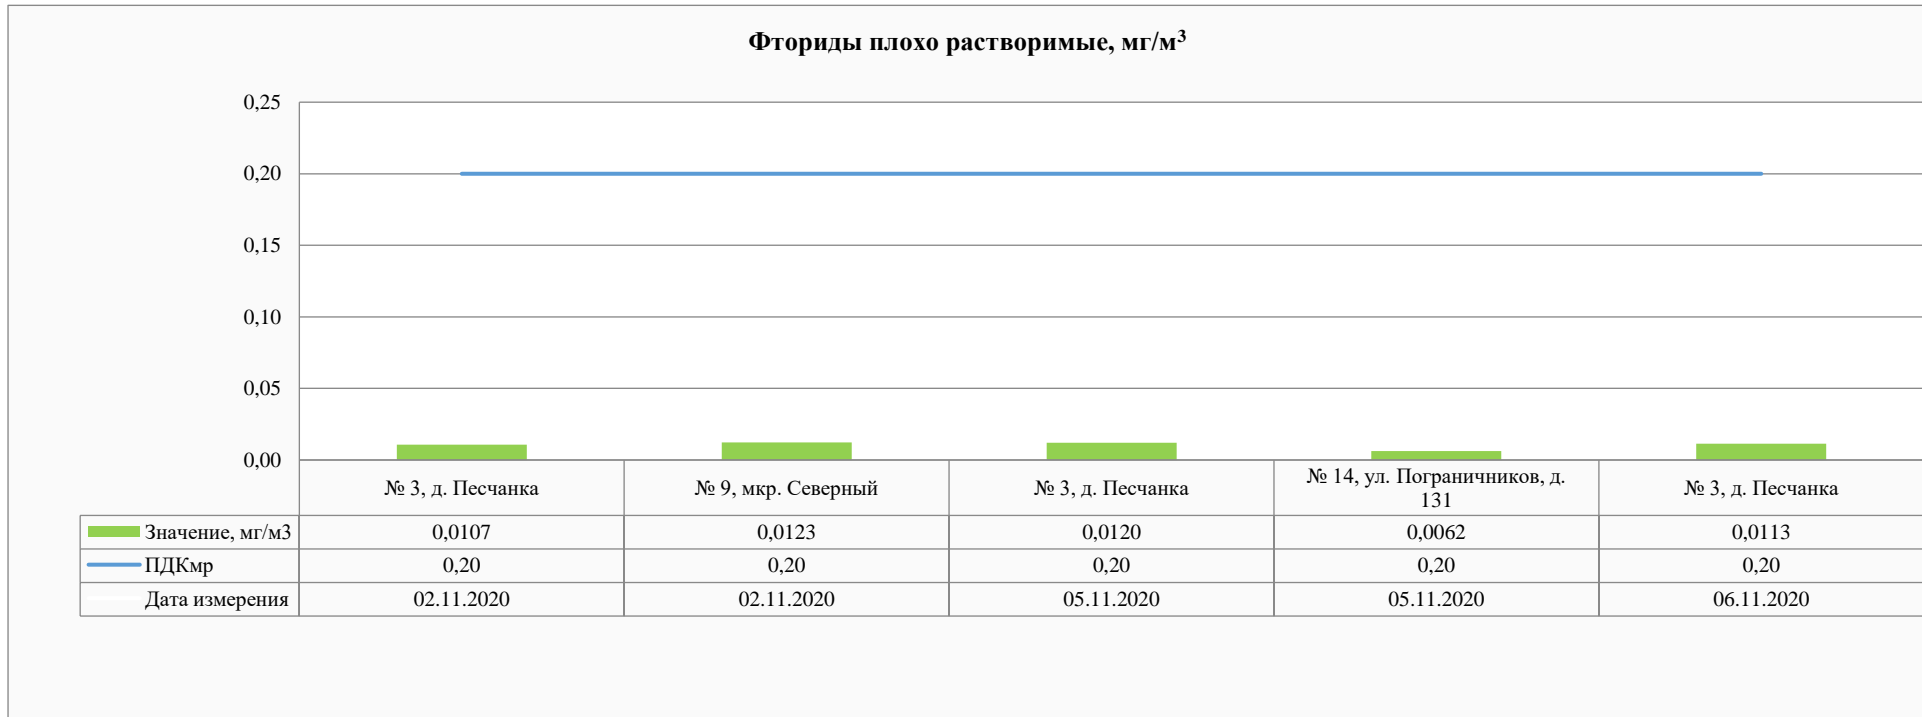 Фториды плохо растворимые, мг/м³
0,25
0,20
0,15
0,10
0,05
0,00
№ 3, д. Песчанка
№ 9, мкр. Северный
№ 3, д. Песчанка
№ 14, ул. Пограничников, д.
131
№ 3, д. Песчанка
Значение, мг/м3 0,0107 0,0123 0,0120 0,0062 0,0113
ПДКмр 0,20 0,20 0,20 0,20 0,20
Дата измерения 02.11.2020 02.11.2020 05.11.2020 05.11.2020 06.11.2020